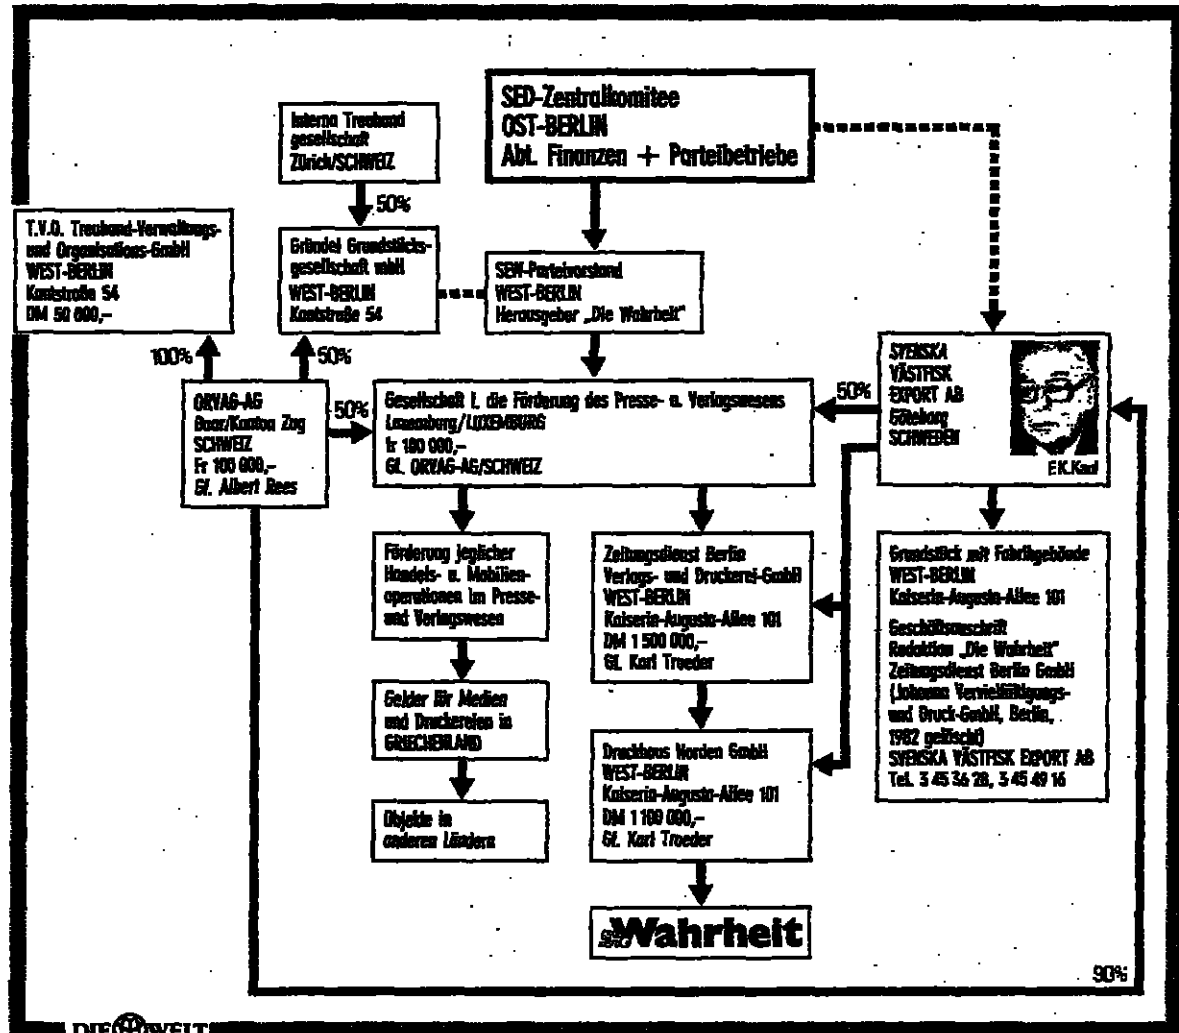 SED-Zentralkomitee
OST-BERLIN
Abt. Finanzen + Parteibetriebe
Interna Treuhand
gesellschaft
Zürich/SCHWEIZ
50%
T.V.O. Treuhand-Verwaltungs-
und Organisations-GmbH
WEST-BERLIN
Kantstraße 54
DM 50 000,–
Gründel Grundstücks-
gesellschaft mbH
WEST-BERLIN
Kantstraße 54
SEW-Parteivorstand
WEST-BERLIN
Herausgeber „Die Wahrheit"
100%
50%
ORVAG-AG
Baar/Kanton Zug
SCHWEIZ
Fr 100 000,–
Gf. Albert Rees
50%
Gesellschaft f. die Förderung des Presse- u. Verlagswesens
Luxemburg/LUXEMBURG
fr 180 000,–
Gf. ORVAG-AG/SCHWEIZ
50%
SVENSKA
VÄSTFISK
EXPORT AB
Göteborg
SCHWEDEN
F.K.Kaul
Förderung jeglicher
Handels- u. Mobilien-
operationen im Presse-
und Verlagswesen
Zeitungsdienst Berlin
Verlags- und Druckerei-GmbH
WEST-BERLIN
Kaiserin-Augusta-Allee 101
DM 1 500 000,–
Gf. Karl Troeder
Grundstück mit Fabrikgebäude
WEST-BERLIN
Kaiserin-Augusta-Allee 101
Geschäftsanschrift
Redaktion „Die Wahrheit"
Zeitungsdienst Berlin GmbH
(Johanna Vervielfältigungs-
und Druck-GmbH, Berlin,
1982 gelöscht)
SVENSKA VÄSTFISK EXPORT AB
Tel. 3 45 36 28, 3 45 49 16
Gelder für Medien
und Druckereien in
GRIECHENLAND
Druckhaus Norden GmbH
WEST-BERLIN
Kaiserin-Augusta-Allee 101
DM 1 100 000,–
Gf. Karl Troeder
Objekte in
anderen Ländern
Die Wahrheit
90%
DIE WELT